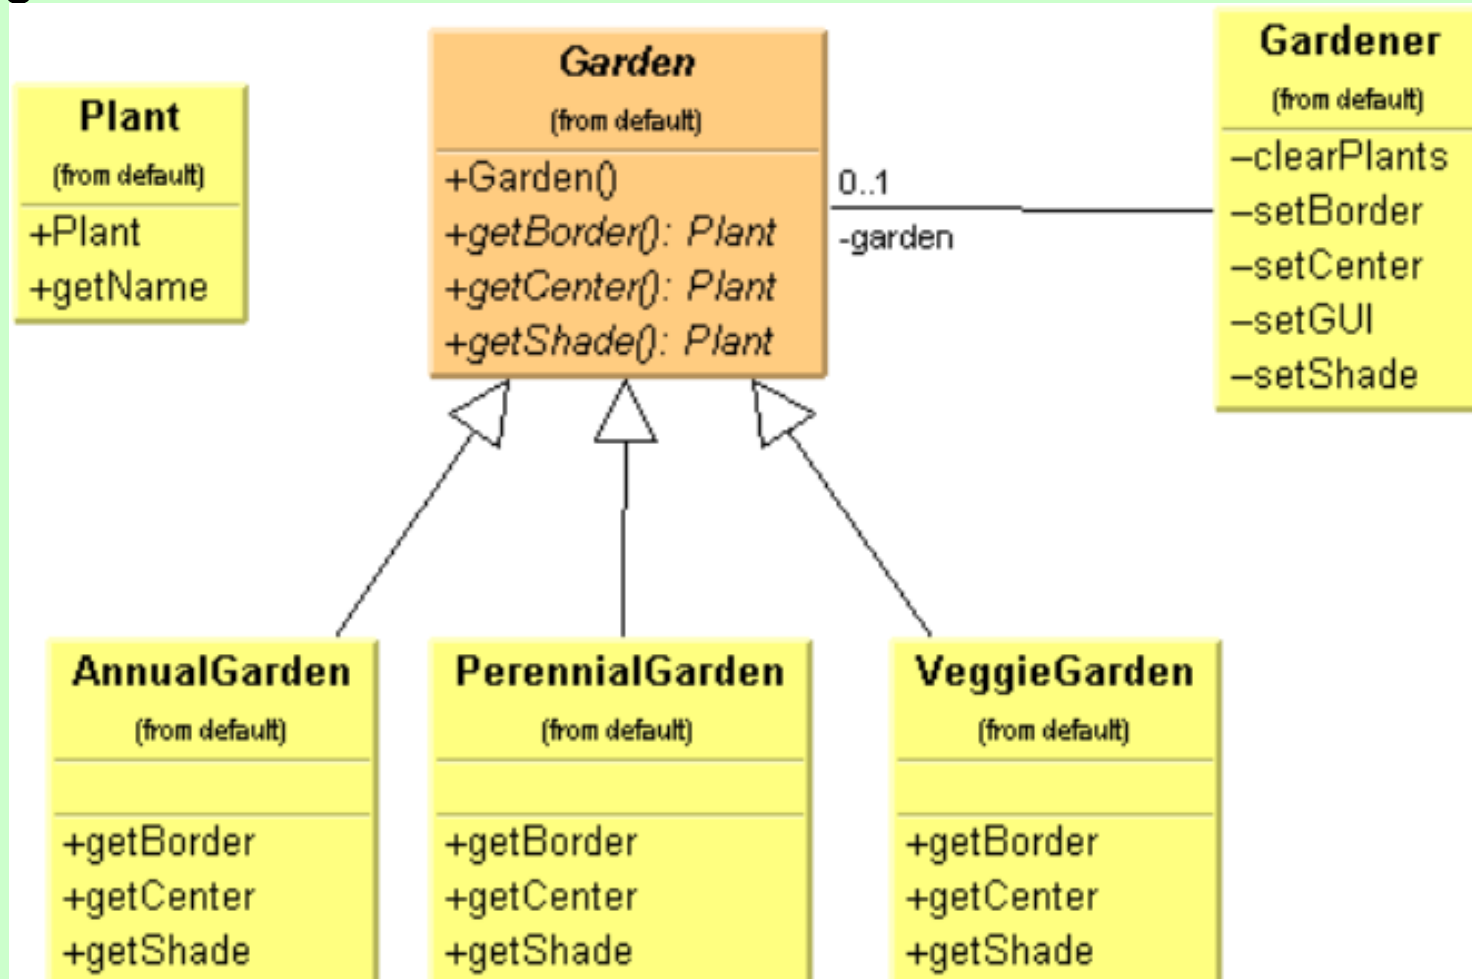 Plant
(from default)
+Plant
+getName
Garden
(from default)
+Garden()
+getBorder(): Plant
+getCenter(): Plant
+getShade(): Plant
0..1
-garden
Gardener
(from default)
–clearPlants
–setBorder
–setCenter
–setGUI
–setShade
AnnualGarden
(from default)
+getBorder
+getCenter
+getShade
PerennialGarden
(from default)
+getBorder
+getCenter
+getShade
VeggieGarden
(from default)
+getBorder
+getCenter
+getShade